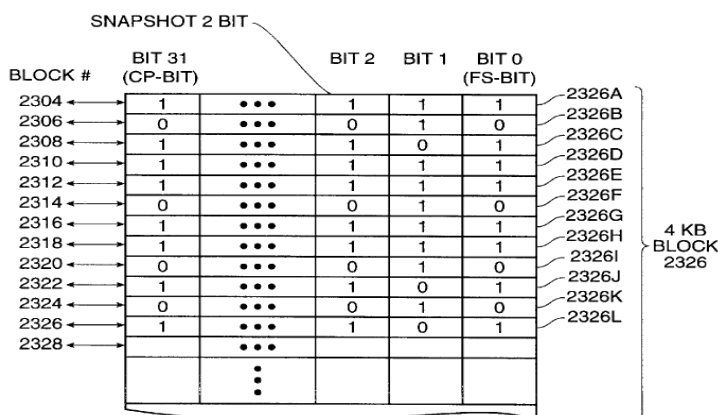 SNAPSHOT 2 BIT
BIT 31 BIT 2 BIT 1 BIT 0
BLOCK # (CP-BIT) (FS-BIT)
2304 1 ••• 1 1 1 2326A
2306 0 ••• 0 1 0 2326B
2308 1 ••• 1 0 1 2326C
2310 1 ••• 1 1 1 2326D
2312 1 ••• 1 1 1 2326E
2314 0 ••• 0 1 0 2326F
2316 1 ••• 1 1 1 2326G
2318 1 ••• 1 1 1 2326H
2320 0 ••• 0 1 0 2326I
2322 1 ••• 1 0 1 2326J
2324 0 ••• 0 1 0 2326K
2326 1 ••• 1 0 1 2326L
2328 •••
4 KB
BLOCK
2326